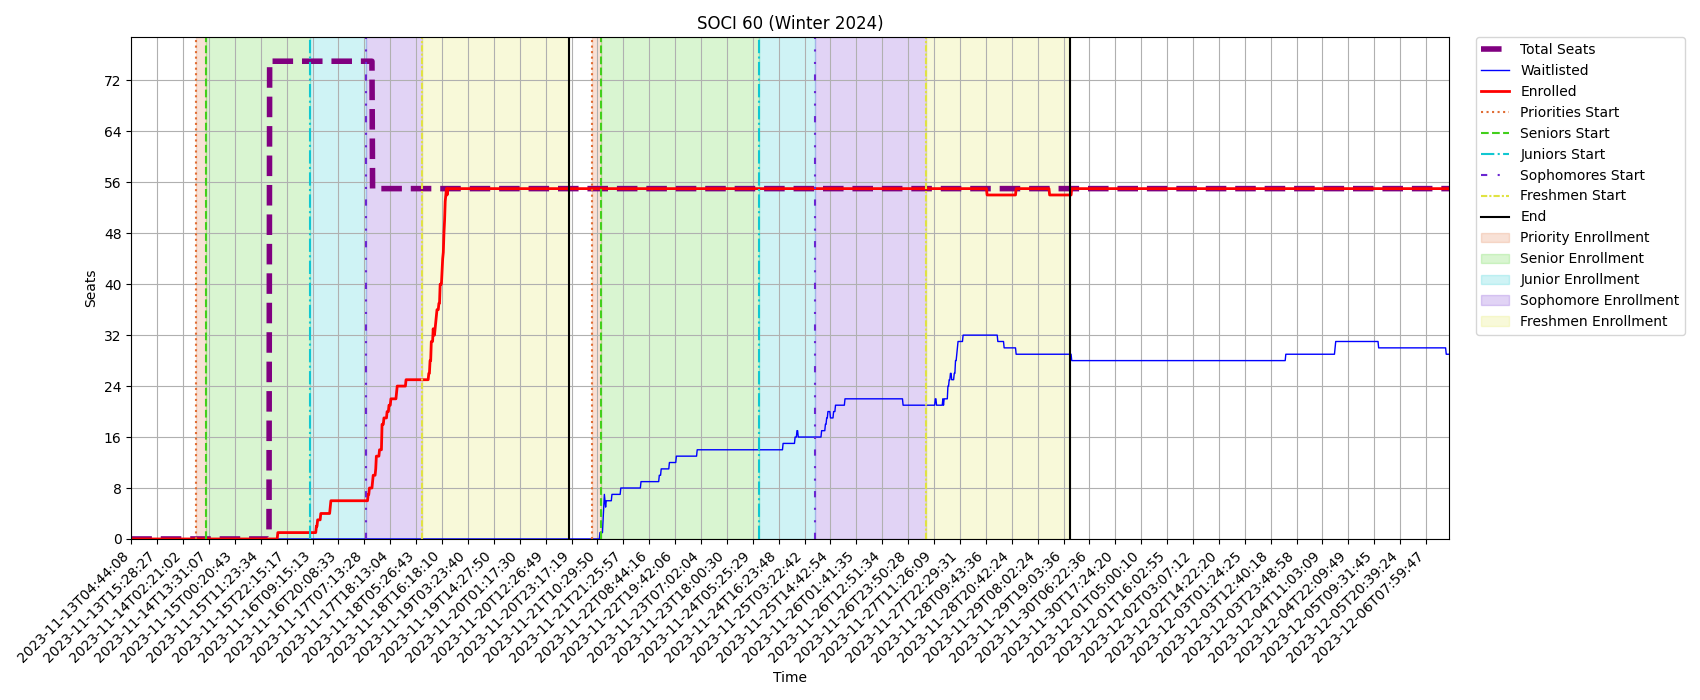 SOCI 60 (Winter 2024)
Seats
72
64
56
48
40
32
24
16
8
0
2023-11-13T04:44:08
2023-11-13T15:28:27
2023-11-14T02:21:02
2023-11-14T13:31:07
2023-11-15T00:20:43
2023-11-15T11:23:34
2023-11-15T22:15:17
2023-11-16T09:15:13
2023-11-16T20:08:33
2023-11-17T07:13:28
2023-11-17T18:13:04
2023-11-18T05:26:43
2023-11-18T16:18:10
2023-11-19T03:23:40
2023-11-19T14:27:50
2023-11-20T01:17:30
2023-11-20T12:26:49
2023-11-20T23:17:19
2023-11-21T10:29:50
2023-11-21T21:25:57
2023-11-22T08:44:16
2023-11-22T19:42:06
2023-11-23T07:02:04
2023-11-23T18:00:30
2023-11-24T05:25:29
2023-11-24T16:23:48
2023-11-25T03:22:42
2023-11-25T14:42:54
2023-11-26T01:41:35
2023-11-26T12:51:34
2023-11-26T23:50:28
2023-11-27T11:26:09
2023-11-27T22:29:31
2023-11-28T09:43:36
2023-11-28T20:42:24
2023-11-29T08:02:24
2023-11-29T19:03:36
2023-11-30T06:22:36
2023-11-30T17:24:20
2023-12-01T05:00:10
2023-12-01T16:02:55
2023-12-02T03:07:12
2023-12-02T14:22:20
2023-12-03T01:24:25
2023-12-03T12:40:18
2023-12-03T23:48:58
2023-12-04T11:03:09
2023-12-04T22:09:49
2023-12-05T09:31:45
2023-12-05T20:39:24
2023-12-06T07:59:47
Time
Total Seats
Waitlisted
Enrolled
Priorities Start
Seniors Start
Juniors Start
Sophomores Start
Freshmen Start
End
Priority Enrollment
Senior Enrollment
Junior Enrollment
Sophomore Enrollment
Freshmen Enrollment